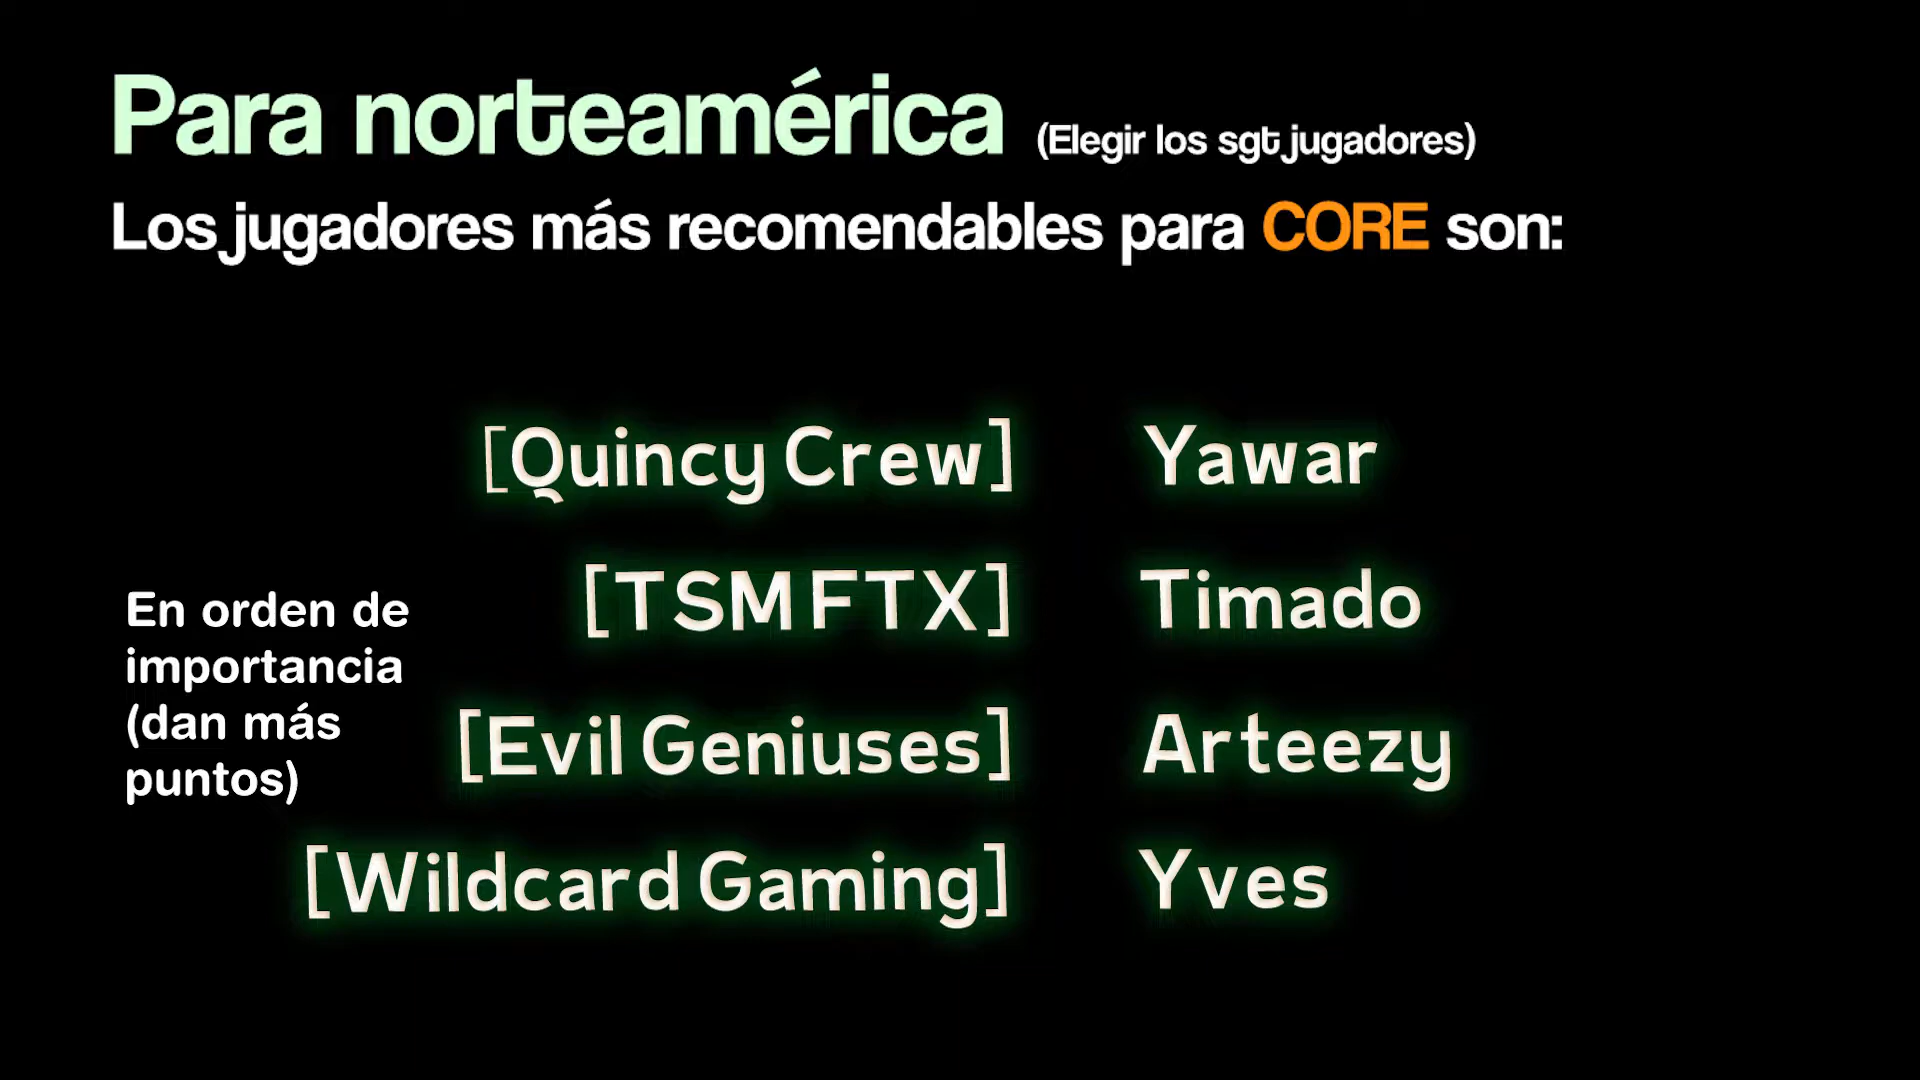 Para norteamérica (Elegir los sgt jugadores)
Los jugadores más recomendables para CORE son:
[Quincy Crew] Yawar
[TSM FTX] Timado
[Evil Geniuses] Arteezy
[Wildcard Gaming] Yves
En orden de
importancia
(dan más
puntos)